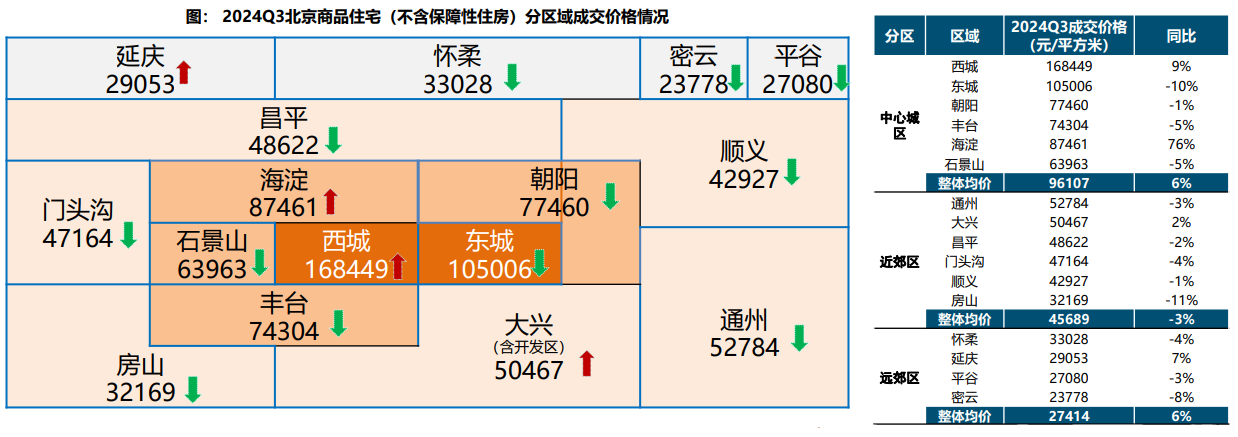 图： 2024Q3北京商品住宅（不含保障性住房）分区域成交价格情况
延庆
29053
怀柔
33028
密云
23778
平谷
27080
昌平
48622
顺义
42927
海淀
87461
朝阳
77460
门头沟
47164
石景山
63963
西城
168449
东城
105006
丰台
74304
大兴
(含开发区)
50467
通州
52784
房山
32169
分区 区域 2024Q3成交价格（元/平方米） 同比
中心城区
西城 168449 9%
东城 105006 -10%
朝阳 77460 -1%
丰台 74304 -5%
海淀 87461 76%
石景山 63963 -5%
整体均价 96107 6%
近郊区
通州 52784 -3%
大兴 50467 2%
昌平 48622 -2%
门头沟 47164 -4%
顺义 42927 -1%
房山 32169 -11%
整体均价 45689 -3%
远郊区
怀柔 33028 -4%
延庆 29053 7%
平谷 27080 -3%
密云 23778 -8%
整体均价 27414 6%